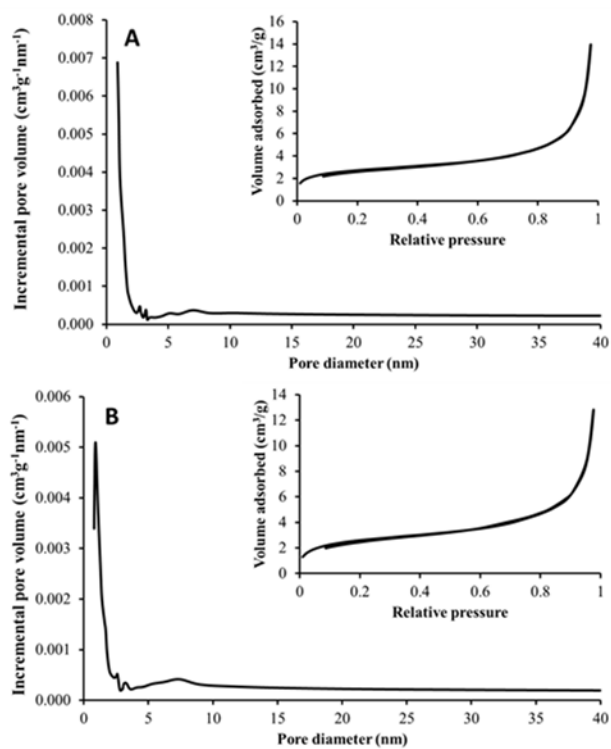 A
Incremental pore volume (cm³g⁻¹nm⁻¹)
0.008
0.007
0.006
0.005
0.004
0.003
0.002
0.001
0.000
0 5 10 15 20 25 30 35 40
Pore diameter (nm)
Volume adsorbed (cm³/g)
16
14
12
10
8
6
4
2
0
0 0.2 0.4 0.6 0.8 1
Relative pressure
B
Incremental pore volume (cm³g⁻¹nm⁻¹)
0.006
0.005
0.004
0.003
0.002
0.001
0.000
0 5 10 15 20 25 30 35 40
Pore diameter (nm)
Volume adsorbed (cm³/g)
14
12
10
8
6
4
2
0
0 0.2 0.4 0.6 0.8 1
Relative pressure